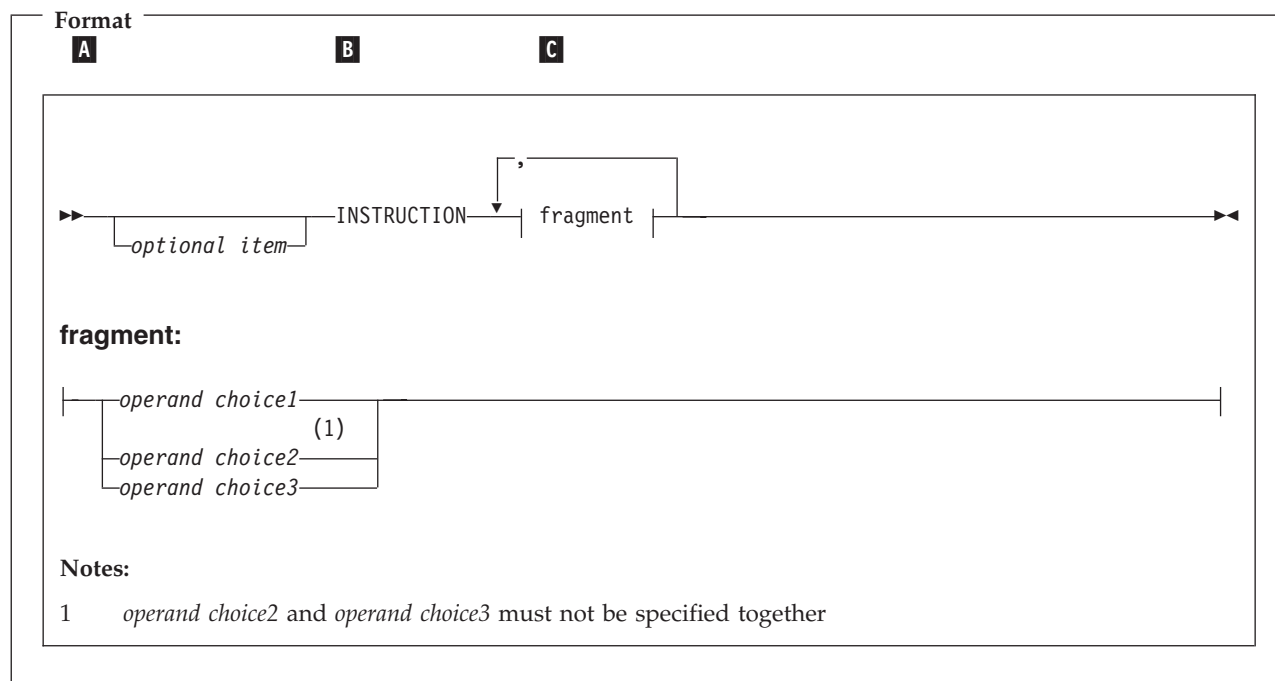 Format
A B C
,
INSTRUCTION fragment
optional item
fragment:
operand choice1
(1)
operand choice2
operand choice3
Notes:
1 operand choice2 and operand choice3 must not be specified together